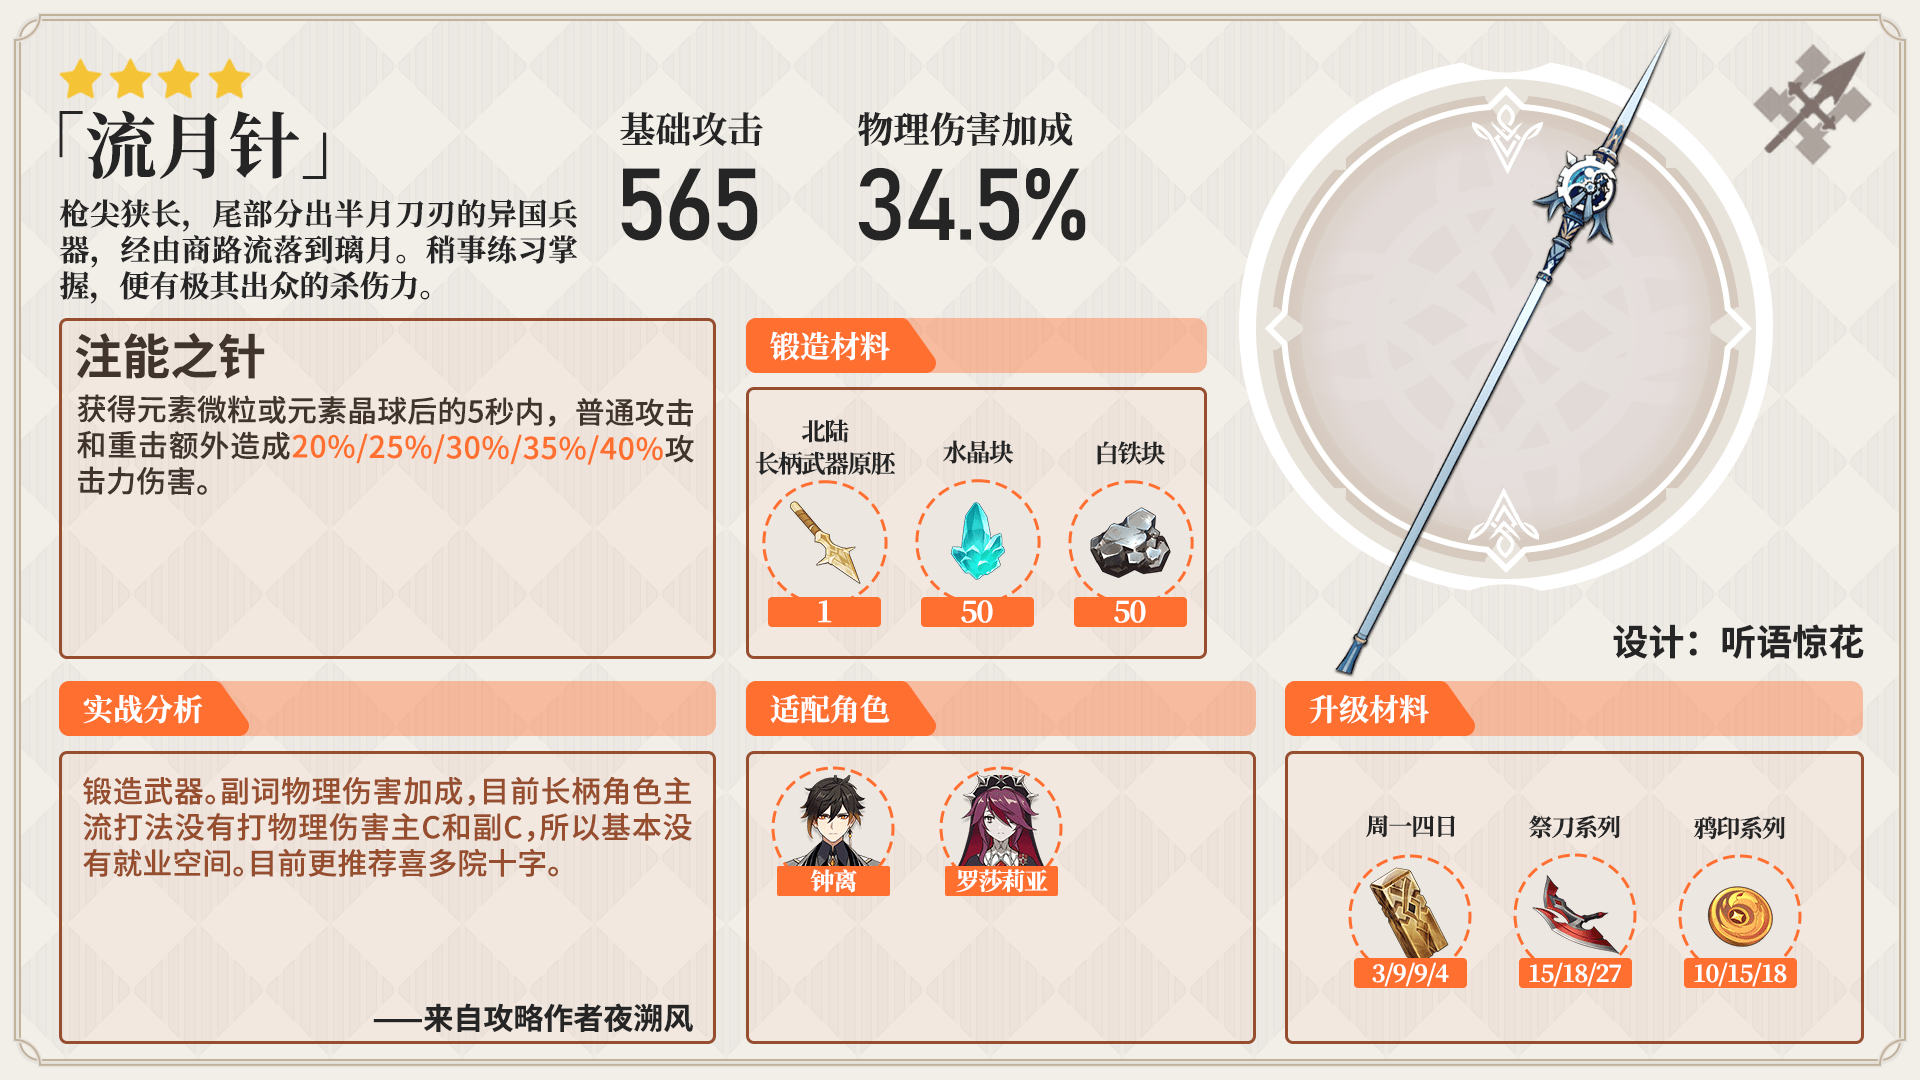 「流月针」
枪尖狭长，尾部分出半月刀刃的异国兵
器，经由商路流落到璃月。稍事练习掌
握，便有极其出众的杀伤力。
基础攻击
565
物理伤害加成
34.5%
注能之针
获得元素微粒或元素晶球后的5秒内，普通攻击
和重击额外造成20%/25%/30%/35%/40%攻
击力伤害。
锻造材料
北陆
长柄武器原胚
1
水晶块
50
白铁块
50
设计：听语惊花
实战分析
锻造武器。副词物理伤害加成，目前长柄角色主
流打法没有打物理伤害主C和副C，所以基本没
有就业空间。目前更推荐喜多院十字。
——来自攻略作者夜溯风
适配角色
钟离
罗莎莉亚
升级材料
周一四日
3/9/9/4
祭刀系列
15/18/27
鸦印系列
10/15/18